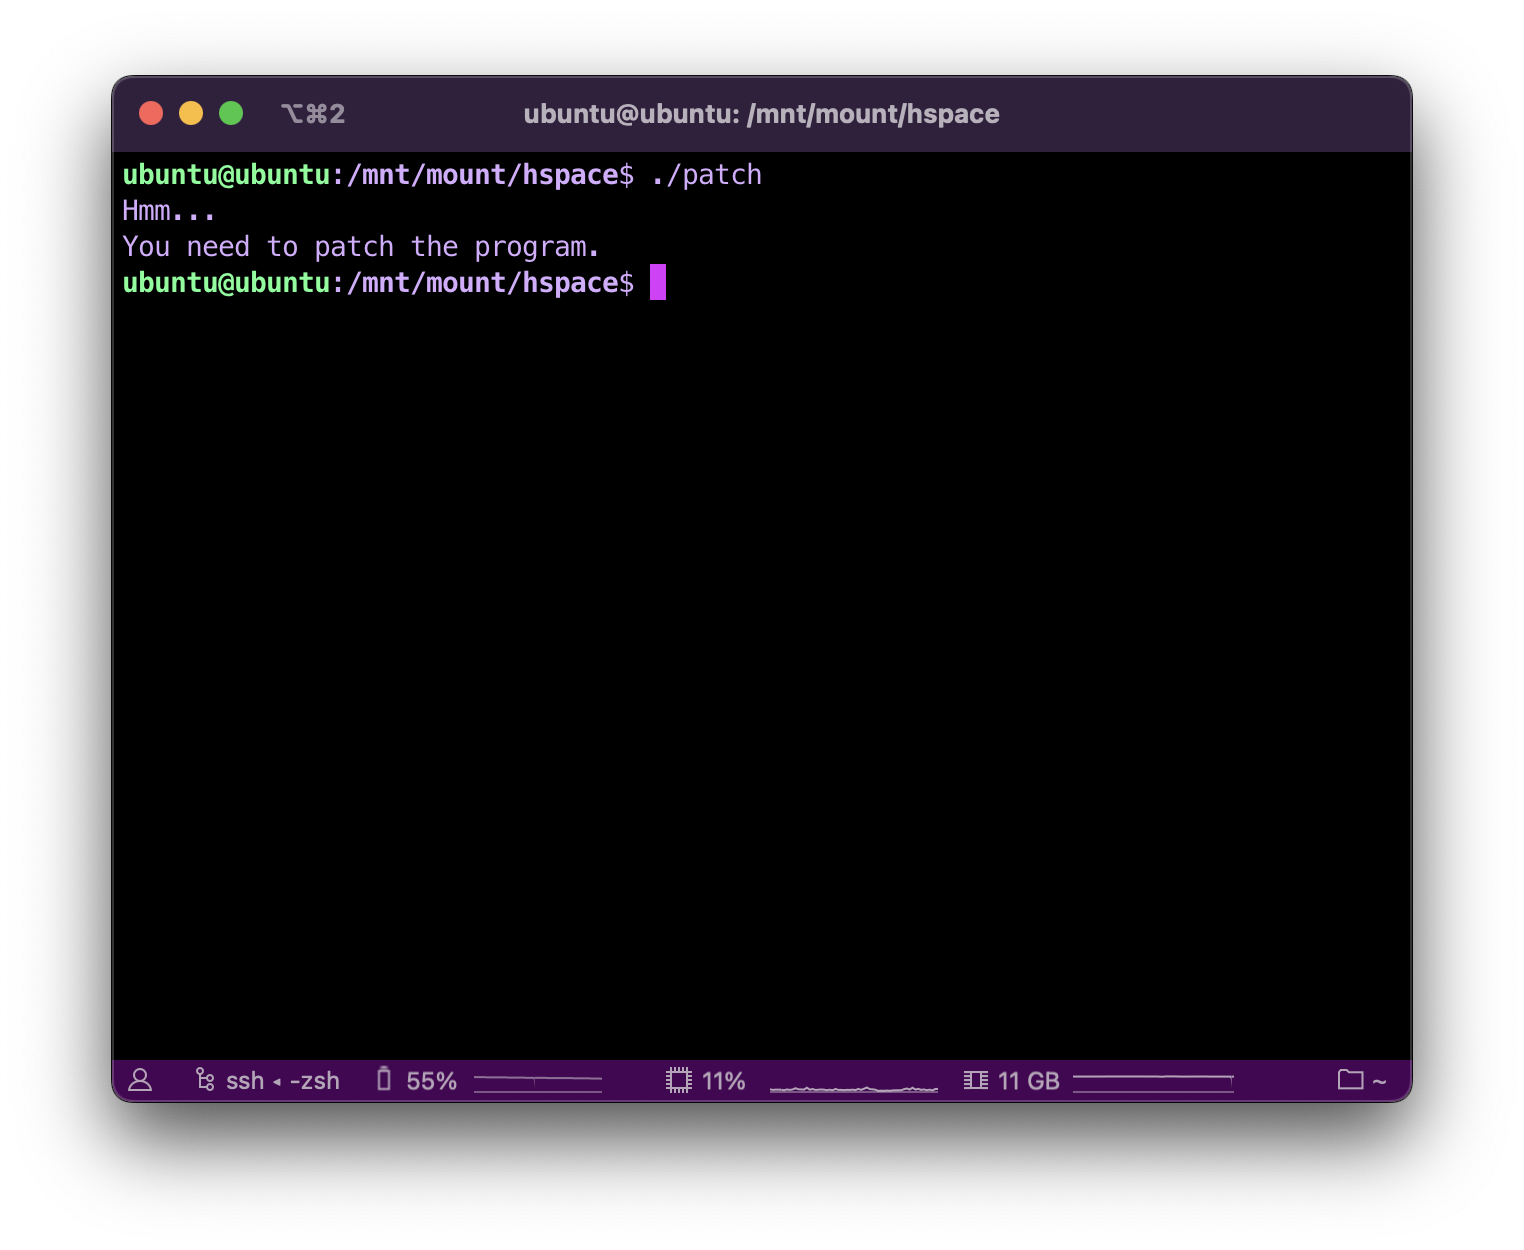 ⌥⌘2 ubuntu@ubuntu: /mnt/mount/hspace
ubuntu@ubuntu:/mnt/mount/hspace$ ./patch
Hmm...
You need to patch the program.
ubuntu@ubuntu:/mnt/mount/hspace$
ssh ◂ -zsh 55% 11% 11 GB ~